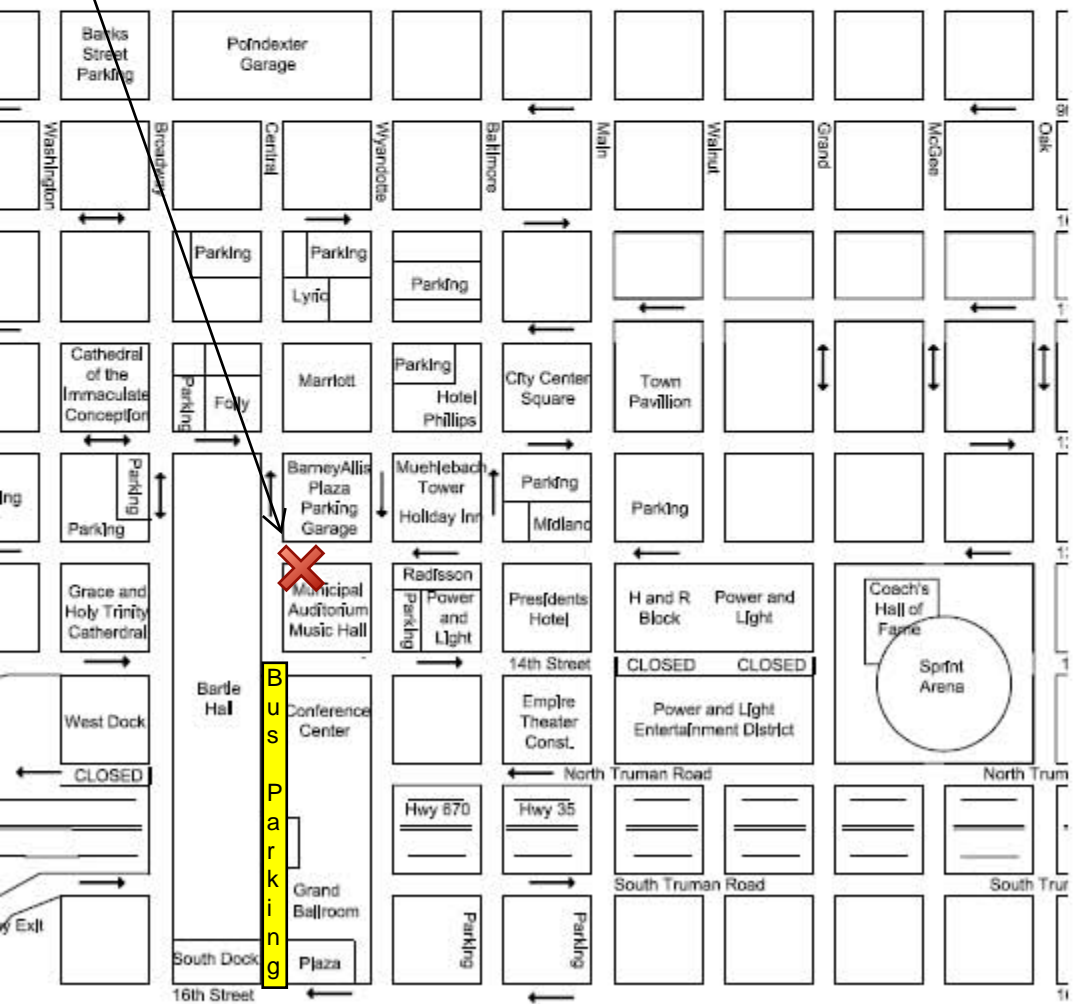 Banks
Street
Parking
Poindexter
Garage
Washington
Broadway
Central
Wyandotte
Baltimore
Main
Walnut
Grand
McGee
Oak
Parking
Parking
Lyric
Parking
Cathedral
of the
Immaculate
Conception
Parking
Folly
Marriott
Parking
Hotel
Phillips
City Center
Square
Town
Pavillion
Parking
Parking
BarneyAllis
Plaza
Parking
Garage
Muehlebach
Tower
Holiday Inn
Parking
Midland
Parking
Grace and
Holy Trinity
Catherdral
Municipal
Auditorium
Music Hall
Radisson
Parking
Power
and
Light
Presidents
Hotel
H and R
Block
Power and
Light
Coach's
Hall of
Fame
Sprint
Arena
14th Street
CLOSED
CLOSED
West Dock
Bartle
Hall
Bus Parking
Conference
Center
Empire
Theater
Const.
Power and Light
Entertainment District
CLOSED
North Truman Road
North Trum
Hwy 670
Hwy 35
South Truman Road
South Tru
Exit
Grand
Ballroom
Parking
Parking
South Dock
Plaza
16th Street